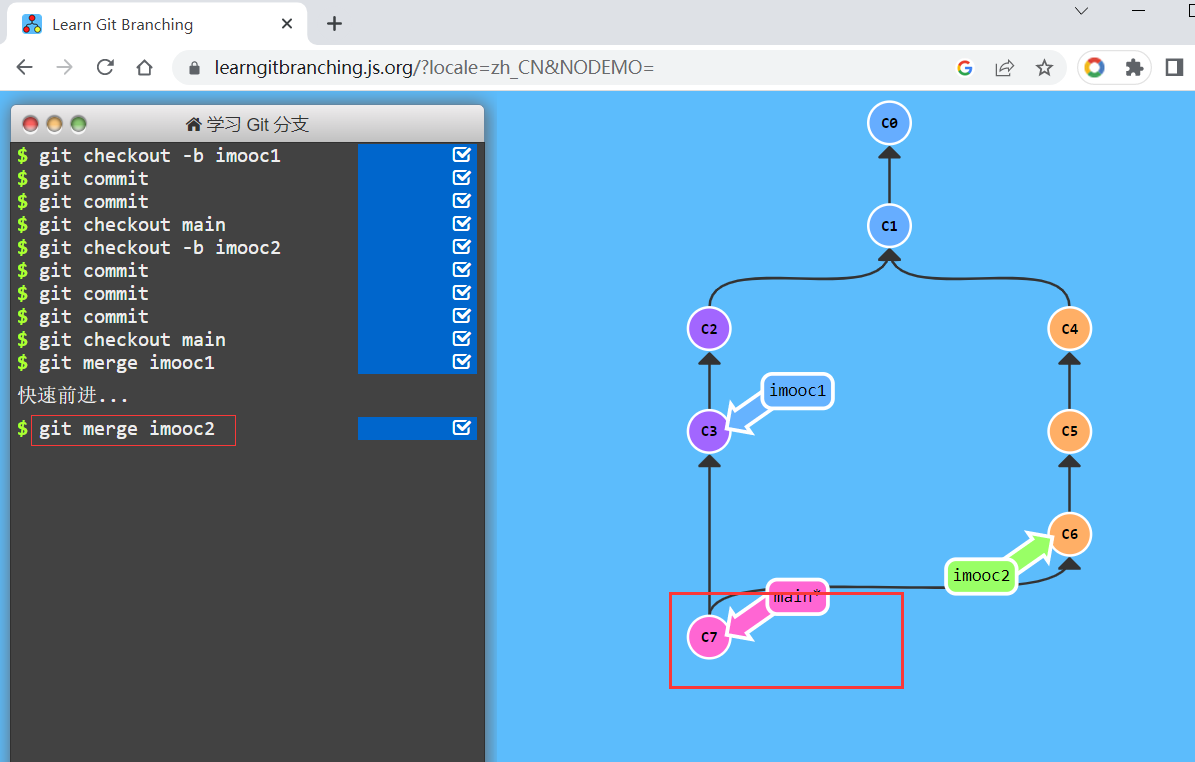 Learn Git Branching
learngitbranching.js.org/?locale=zh_CN&NODEMO=
学习 Git 分支
$ git checkout -b imooc1
$ git commit
$ git commit
$ git checkout main
$ git checkout -b imooc2
$ git commit
$ git commit
$ git commit
$ git checkout main
$ git merge imooc1
快速前进...
$ git merge imooc2
C0
C1
C2
C4
imooc1
C3
C5
C6
imooc2
main*
C7